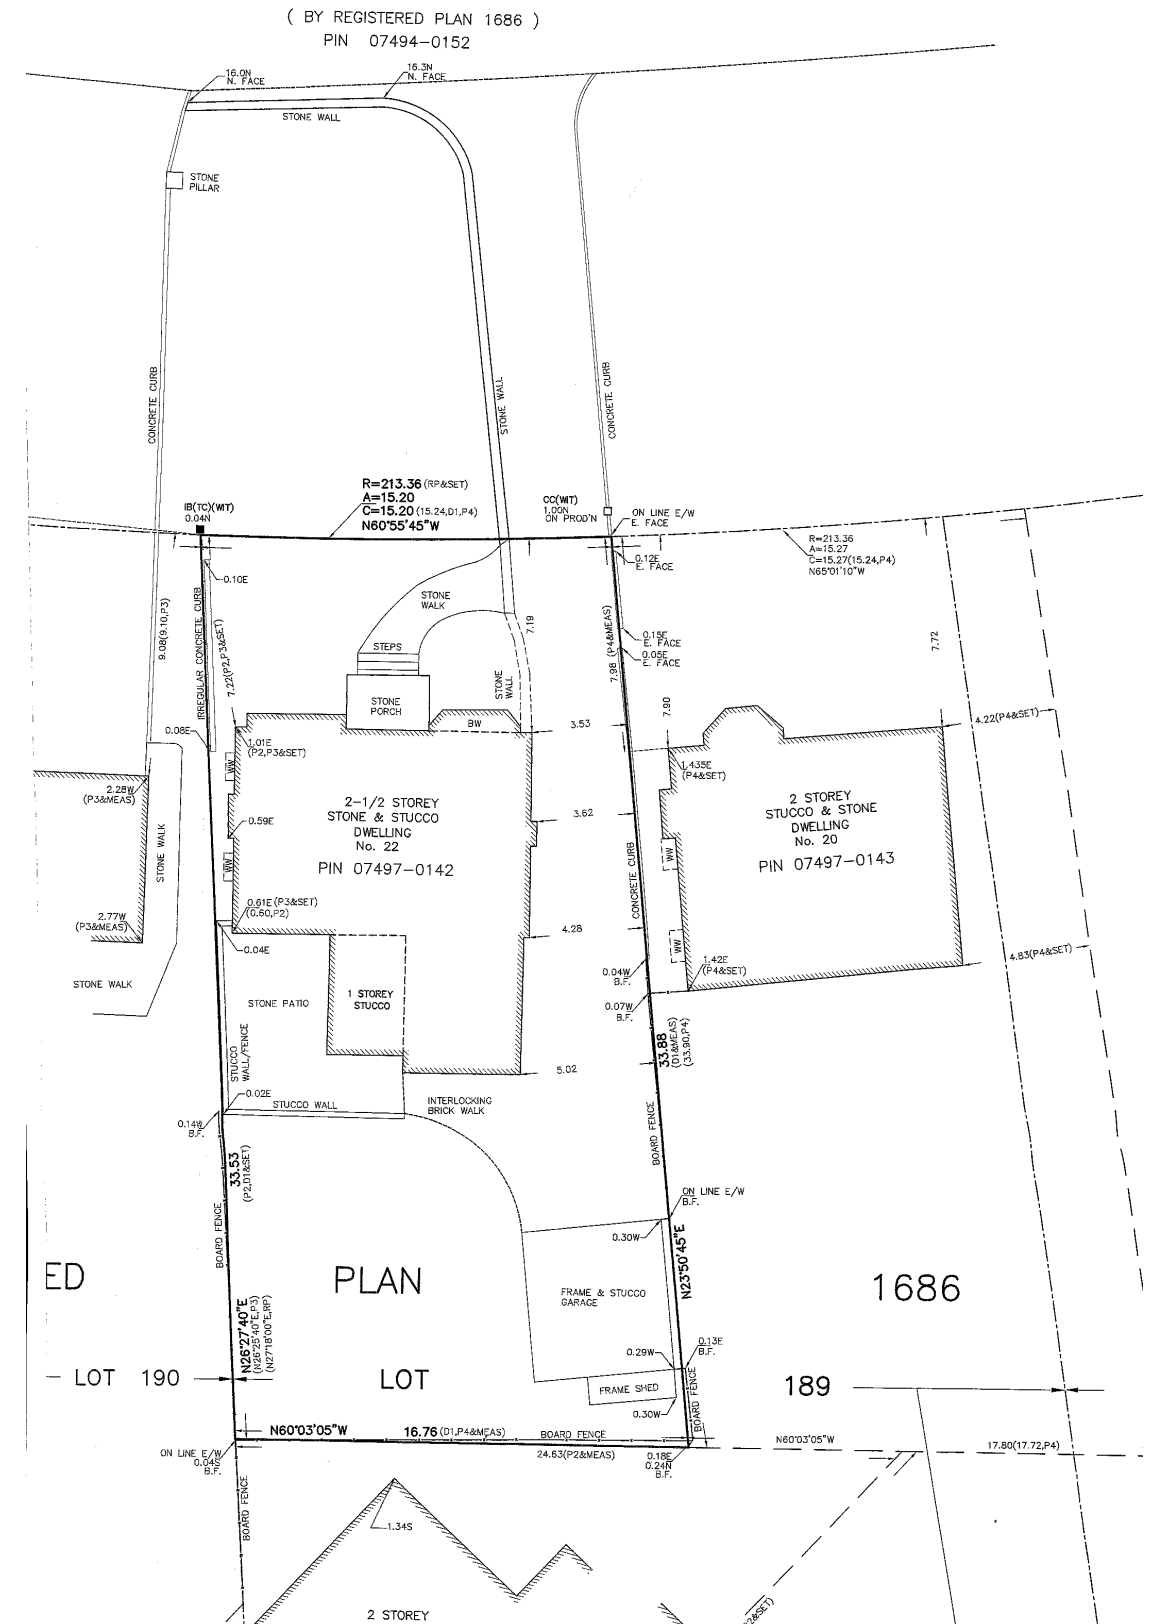 ( BY REGISTERED PLAN 1686 )
PIN 07494-0152
16.0N
N. FACE
16.3N
N. FACE
STONE WALL
STONE
PILLAR
CONCRETE CURB
STONE WALL
CONCRETE CURB
R=213.36 (RP&SET)
A=15.20
C=15.20 (15.24,D1,P4)
N60°55'45"W
IB(TC)(WIT)
0.04N
CC(WIT)
1.00N
ON PROD'N
ON LINE E/W
E. FACE
R=213.36
A=15.27
C=15.27(15.24,P4)
N65°01'10"W
0.12E
E. FACE
0.10E
9.08(9.10,P3)
IRREGULAR CONCRETE CURB
7.22(P2,P3&SET)
STONE
WALK
7.19
7.98 (P4&MEAS)
0.15E
E. FACE
0.05E
E. FACE
7.72
STEPS
STONE
PORCH
STONE
WALL
BW
3.53
7.90
4.22(P4&SET)
0.08E
1.01E
(P2,P3&SET)
WW
1.435E
(P4&SET)
2.28W
(P3&MEAS)
2-1/2 STOREY
STONE & STUCCO
DWELLING
No. 22
PIN 07497-0142
3.62
2 STOREY
STUCCO & STONE
DWELLING
No. 20
PIN 07497-0143
0.59E
STONE WALK
WW
WW
CONCRETE CURB
2.77W
(P3&MEAS)
0.61E (P3&SET)
(0.60,P2)
4.28
WW
0.04E
4.83(P4&SET)
STONE WALK
0.04W
B.F.
1.42E
(P4&SET)
STONE PATIO
1 STOREY
STUCCO
0.07W
B.F.
33.88
(D1&MEAS)
(33.90,P4)
STUCCO
WALL/FENCE
5.02
0.02E
STUCCO WALL
INTERLOCKING
BRICK WALK
0.14W
B.F.
BOARD FENCE
33.53
(P2,D1&SET)
ON LINE E/W
B.F.
BOARD FENCE
0.30W
N23°50'45"E
ED
PLAN
1686
FRAME & STUCCO
GARAGE
N26°27'40"E
(N26°25'40"E,P3)
(N27°18'00"E,RP)
0.29W
0.13E
B.F.
LOT 190
LOT
189
FRAME SHED
BOARD FENCE
0.30W
N60°03'05"W
16.76 (D1,P4&MEAS)
BOARD FENCE
N60°03'05"W
17.80(17.72,P4)
ON LINE E/W
0.04S
B.F.
24.63(P2&MEAS)
0.18E
0.24N
B.F.
BOARD FENCE
1.34S
2 STOREY